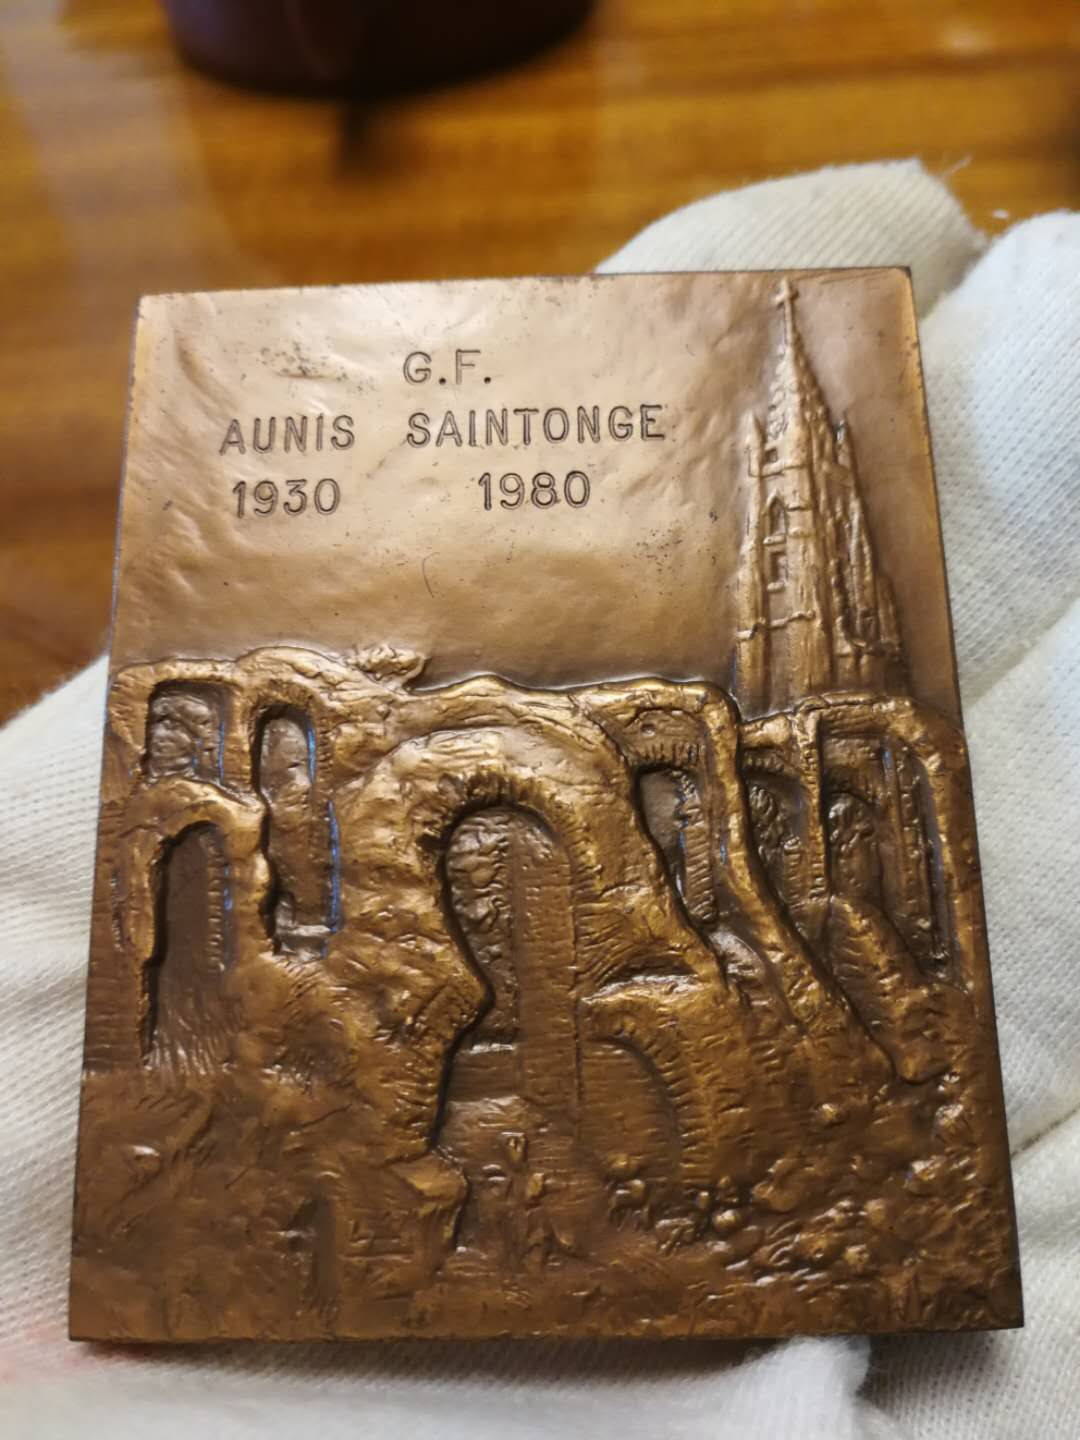 G.F.
AUNIS SAINTONGE
1930 1980